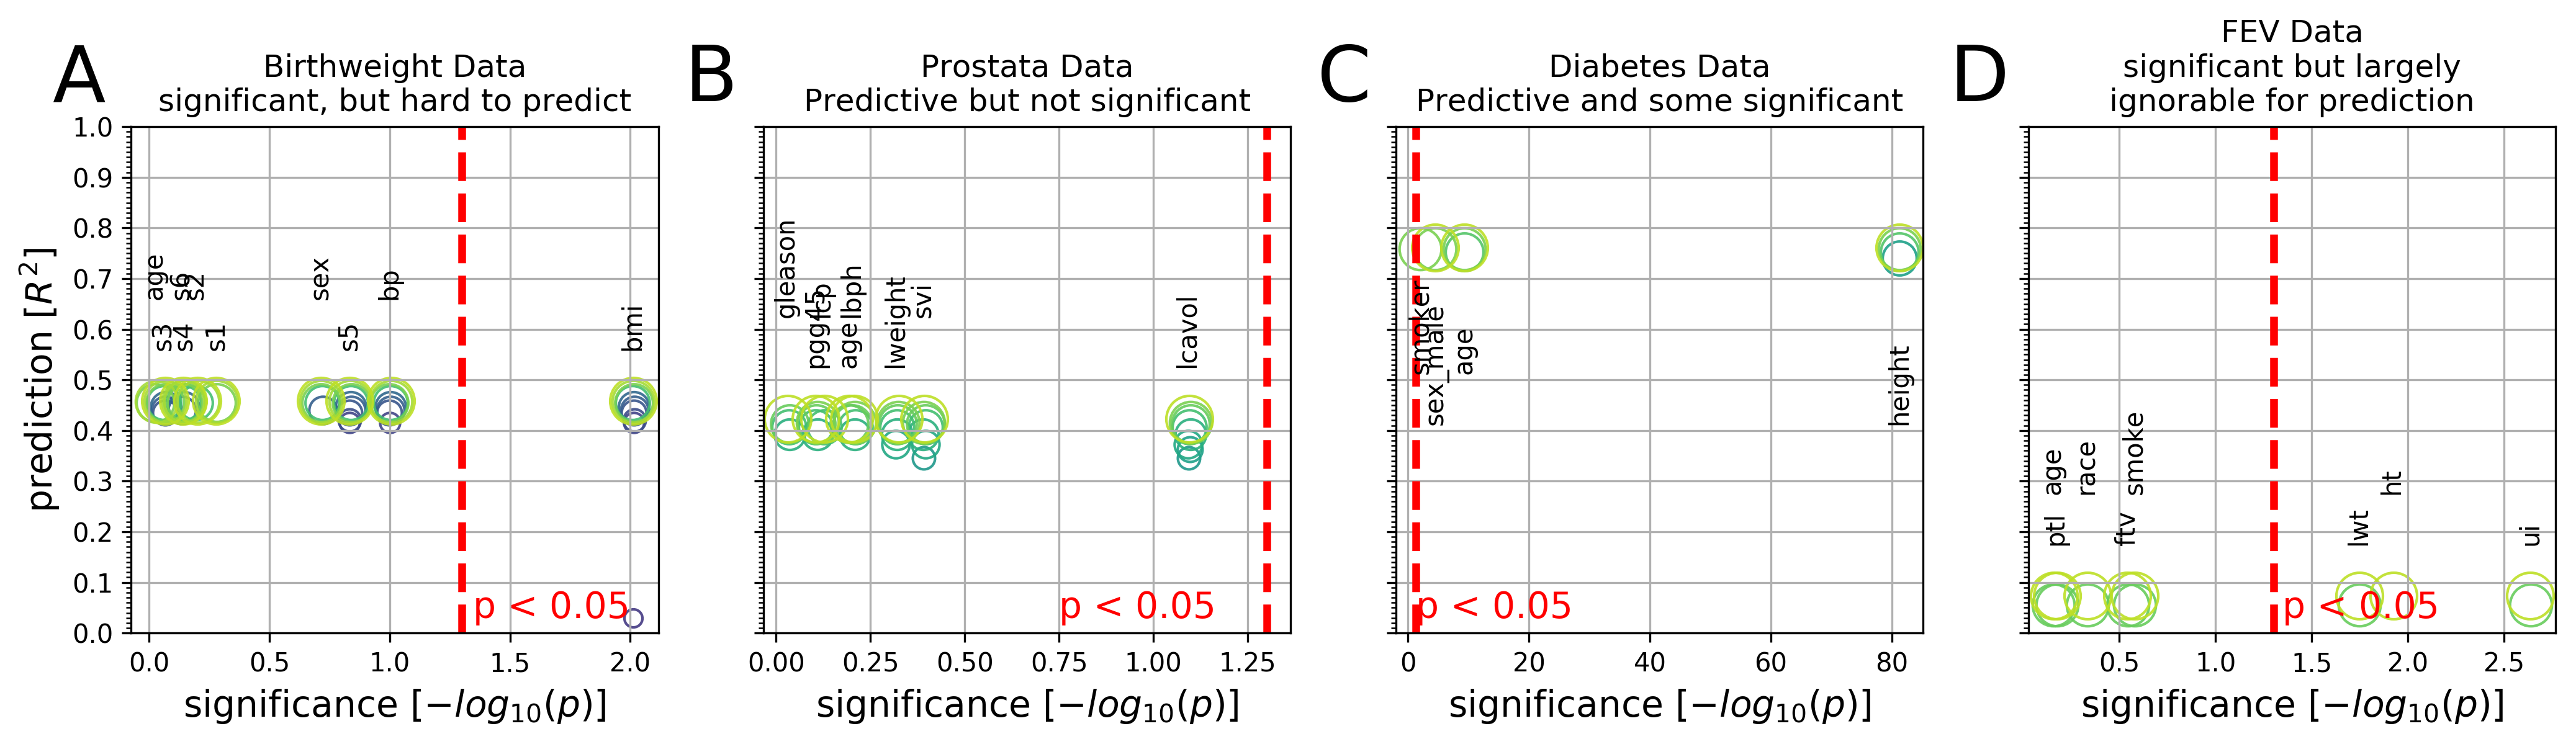 A
Birthweight Data
significant, but hard to predict
prediction [R²]
1.0
0.9
0.8
0.7
0.6
0.5
0.4
0.3
0.2
0.1
0.0
age
s6
s2
s3
s4
s1
sex
s5
bp
bmi
p < 0.05
0.0 0.5 1.0 1.5 2.0
significance [−log₁₀(p)]
B
Prostata Data
Predictive but not significant
gleason
pgg45
lcp
age
lbph
lweight
svi
lcavol
p < 0.05
0.00 0.25 0.50 0.75 1.00 1.25
significance [−log₁₀(p)]
C
Diabetes Data
Predictive and some significant
smoker
sex_male
age
height
p < 0.05
0 20 40 60 80
significance [−log₁₀(p)]
D
FEV Data
significant but largely
ignorable for prediction
age
race
smoke
ptl
ftv
lwt
ht
ui
p < 0.05
0.5 1.0 1.5 2.0 2.5
significance [−log₁₀(p)]